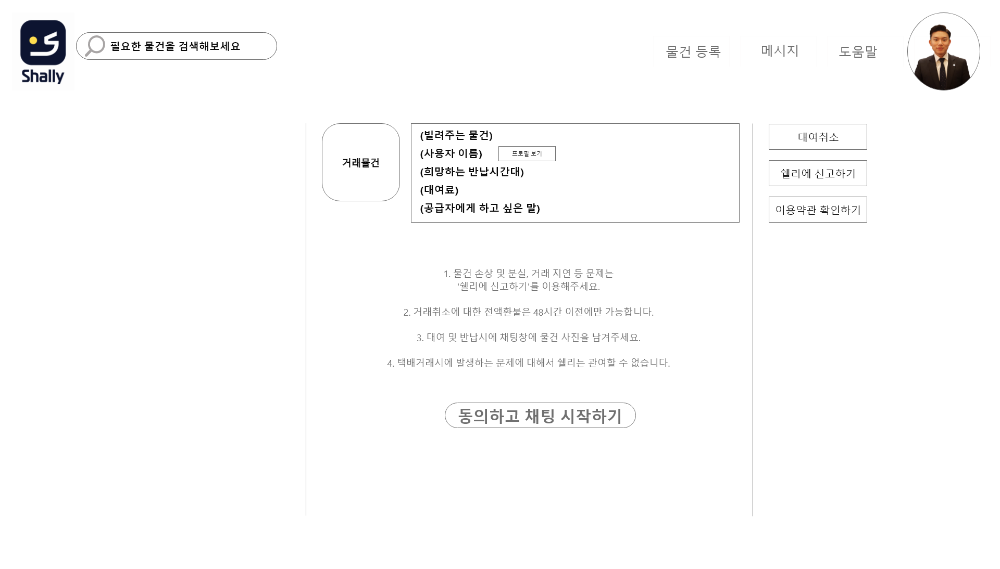 Shally
필요한 물건을 검색해보세요
물건 등록
메시지
도움말
거래물건
(빌려주는 물건)
(사용자 이름)
프로필 보기
(희망하는 반납시간대)
(대여료)
(공급자에게 하고 싶은 말)
대여취소
쉘리에 신고하기
이용약관 확인하기
1. 물건 손상 및 분실, 거래 지연 등 문제는
'쉘리에 신고하기'를 이용해주세요.
2. 거래취소에 대한 전액환불은 48시간 이전에만 가능합니다.
3. 대여 및 반납시에 채팅창에 물건 사진을 남겨주세요.
4. 택배거래시에 발생하는 문제에 대해서 쉘리는 관여할 수 없습니다.
동의하고 채팅 시작하기